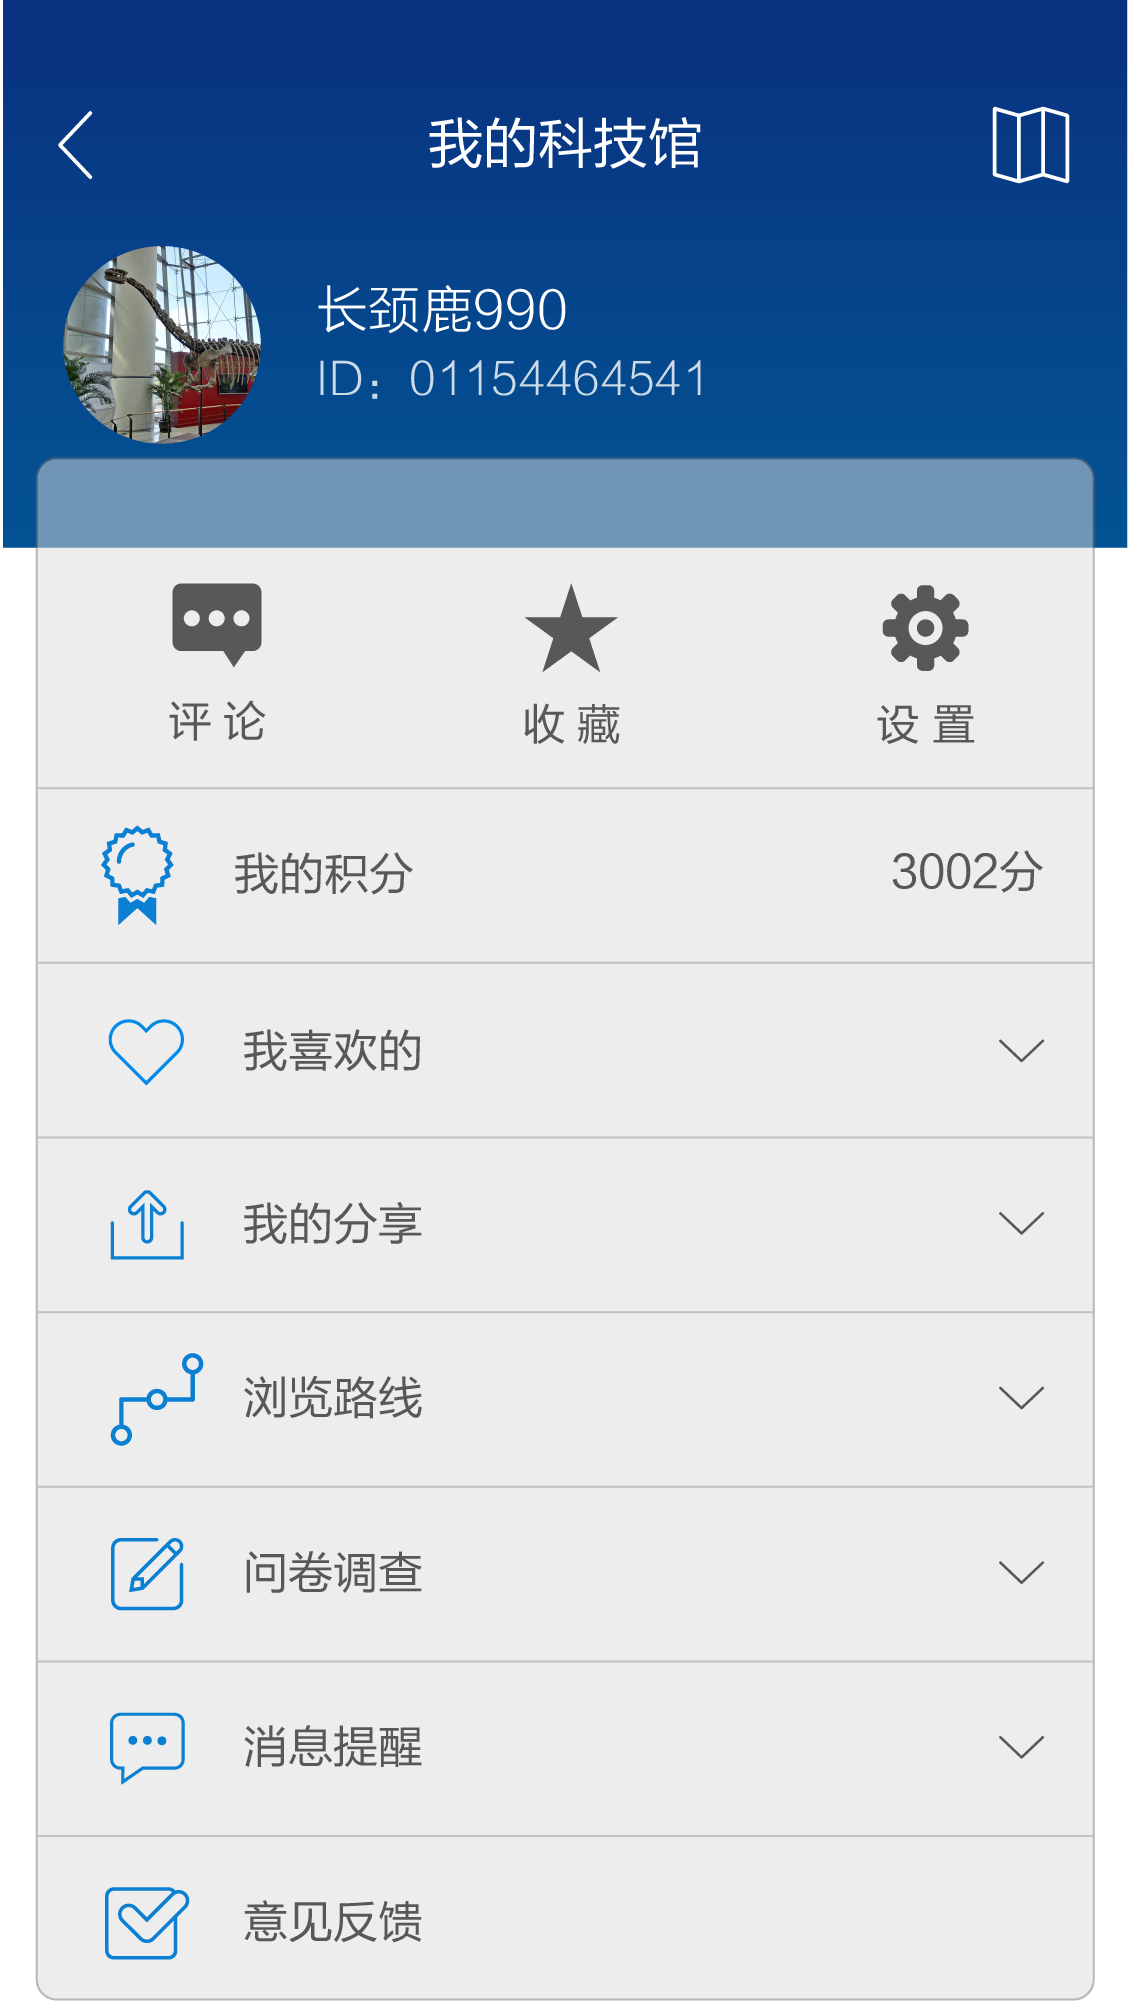 我的科技馆
长颈鹿990
ID：01154464541
评论 收藏 设置
我的积分 3002分
我喜欢的
我的分享
浏览路线
问卷调查
消息提醒
意见反馈